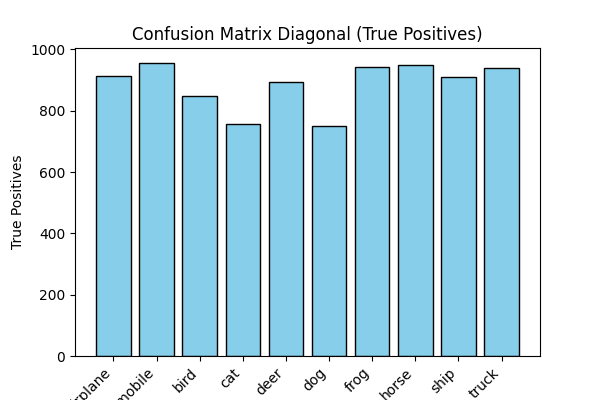 Confusion Matrix Diagonal (True Positives)
True Positives
1000
800
600
400
200
0
rplane
mobile
bird
cat
deer
dog
frog
horse
ship
truck